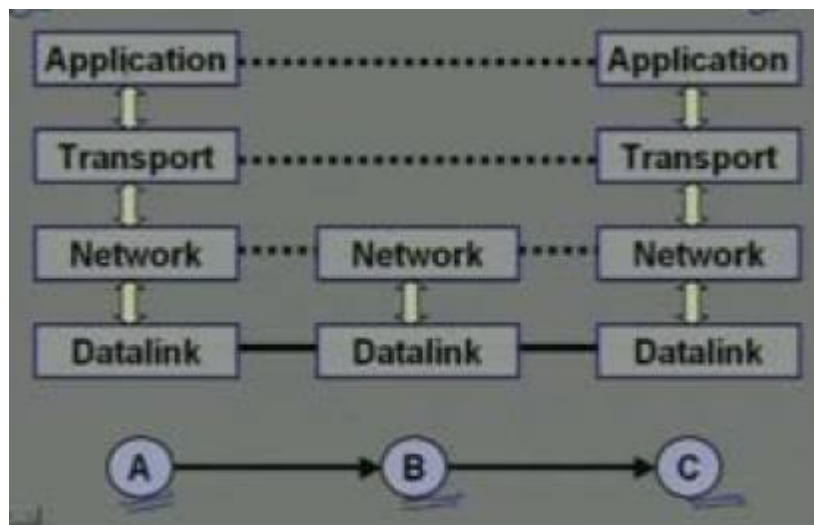 Application Application
Transport Transport
Network Network Network
Datalink Datalink Datalink
A B C